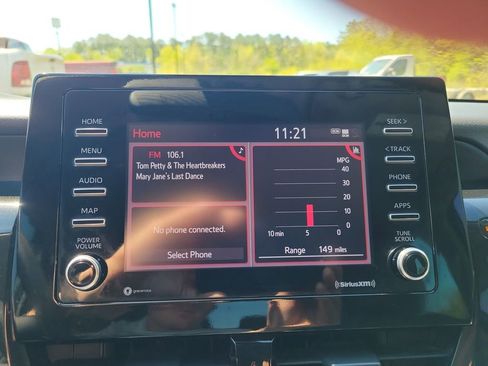 HOME
MENU
AUDIO
MAP
POWER
VOLUME
Home
11:21
FM 106.1
Tom Petty & The Heartbreakers
Mary Jane's Last Dance
No phone connected.
Select Phone
MPG
40
30
20
10
0
10 min 5 0
Range 149 miles
SEEK >
< TRACK
PHONE
APPS
TUNE
SCROLL
gracenote
((SiriusXM))